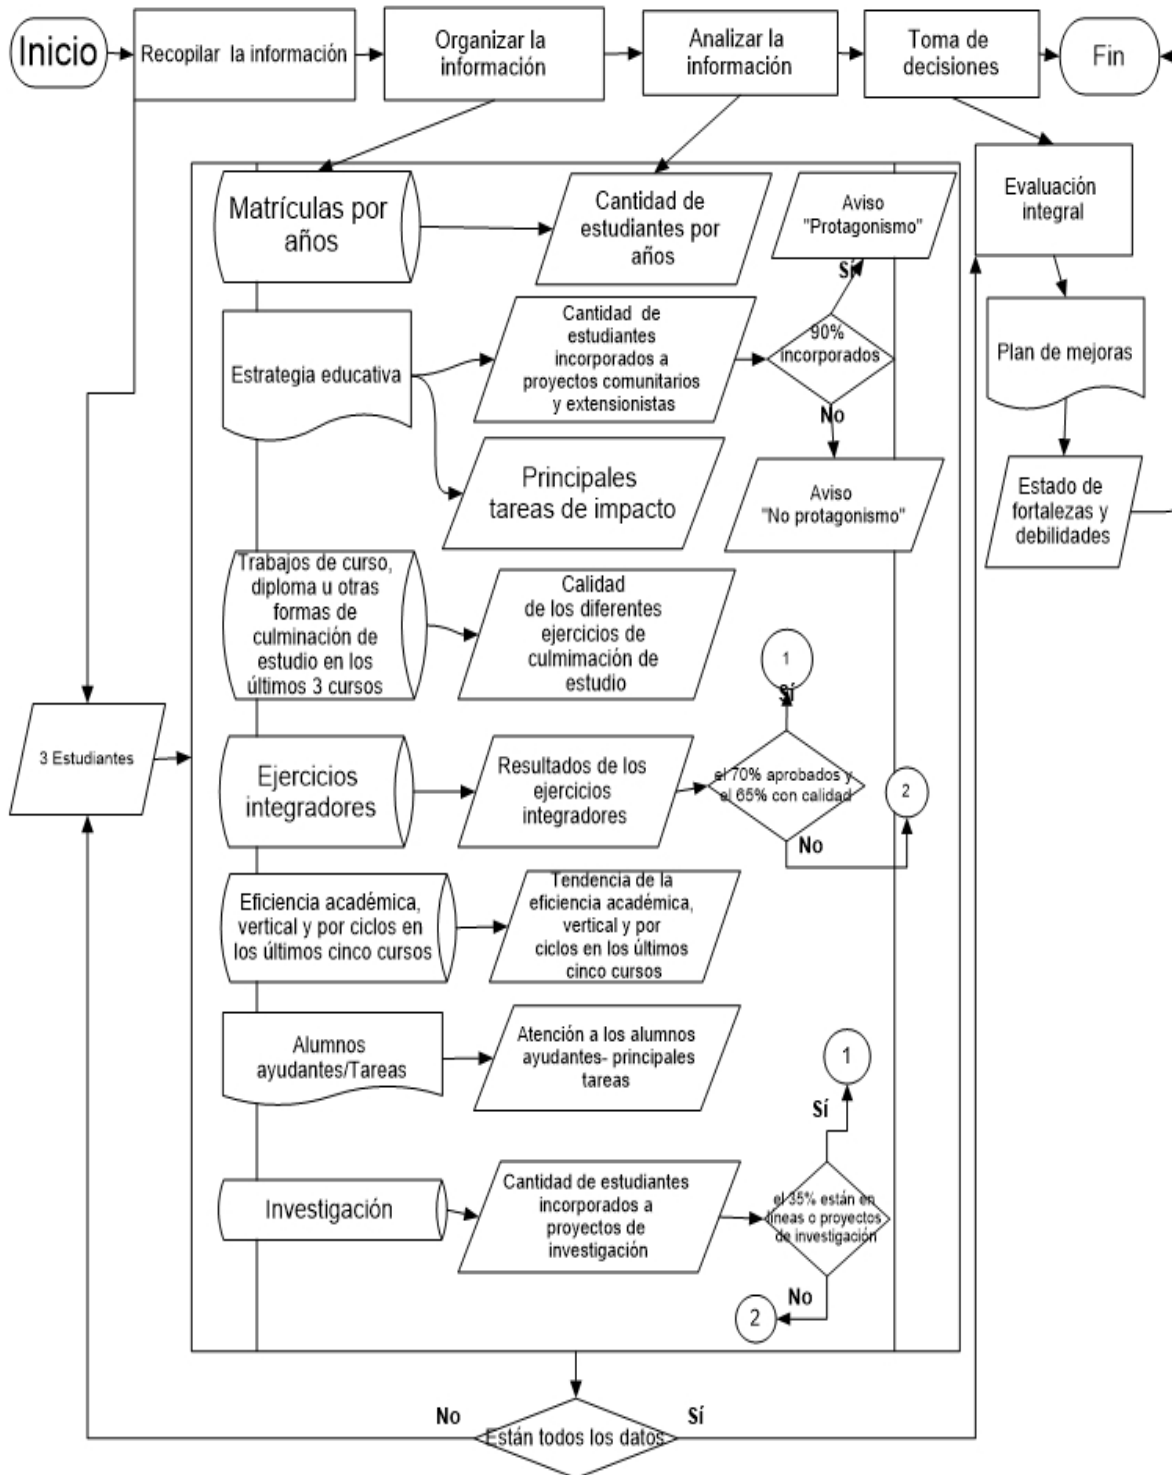 Inicio
Recopilar la información
Organizar la
información
Analizar la
información
Toma de
decisiones
Fin
Matrículas por
años
Cantidad de
estudiantes por
años
Aviso
"Protagonismo"
Evaluación
integral
Sí
Estrategia educativa
Cantidad de
estudiantes
incorporados a
proyectos comunitarios
y extensionistas
90%
incorporados
No
Plan de mejoras
Principales
tareas de impacto
Aviso
"No protagonismo"
Estado de
fortalezas y
debilidades
Trabajos de curso,
diploma u otras
formas de
culminación de
estudio en los
últimos 3 cursos
Calidad
de los diferentes
ejercicios de
culmimación de
estudio
1
Sí
3 Estudiantes
Ejercicios
integradores
Resultados de los
ejercicios
integradores
el 70% aprobados y
el 65% con calidad
2
No
Eficiencia académica,
vertical y por ciclos en
los últimos cinco cursos
Tendencia de la
eficiencia académica,
vertical y por
ciclos en los últimos
cinco cursos
Alumnos
ayudantes/Tareas
Atención a los alumnos
ayudantes- principales
tareas
1
Sí
Investigación
Cantidad de estudiantes
incorporados a
proyectos de
investigación
el 35% están en
líneas o proyectos
de investigación
No
2
No
Sí
Están todos los datos